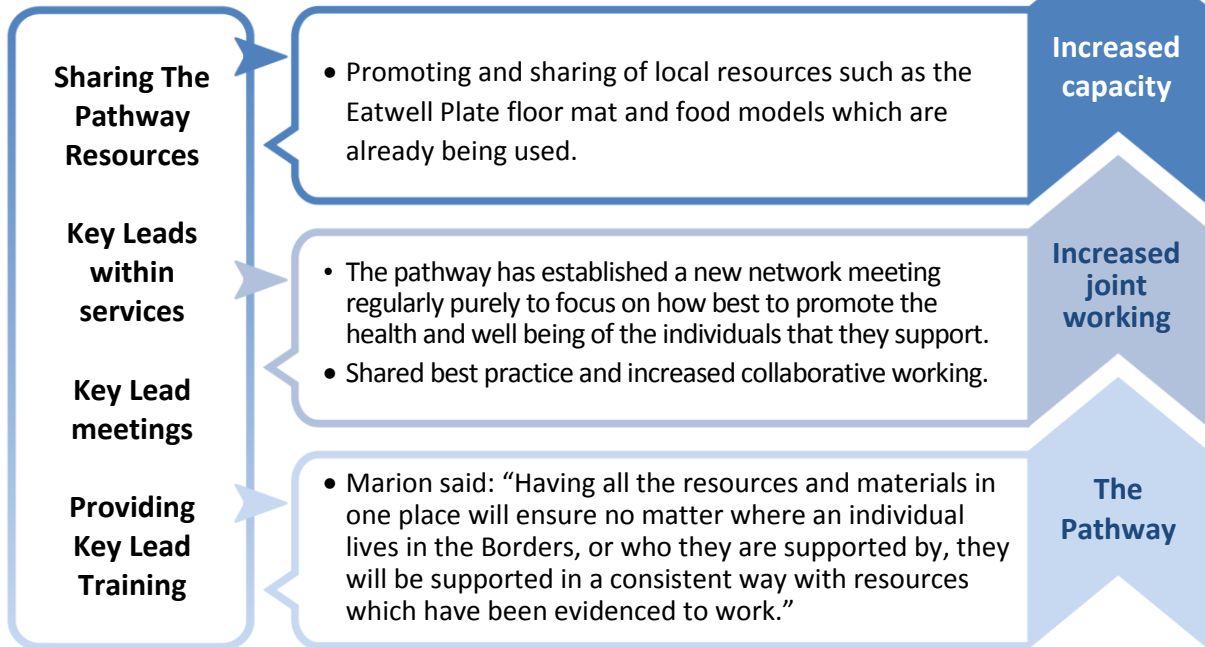 Sharing The
Pathway
Resources
Key Leads
within
services
Key Lead
meetings
Providing
Key Lead
Training
• Promoting and sharing of local resources such as the
Eatwell Plate floor mat and food models which are
already being used.
Increased
capacity
• The pathway has established a new network meeting
regularly purely to focus on how best to promote the
health and well being of the individuals that they support.
• Shared best practice and increased collaborative working.
Increased
joint
working
• Marion said: “Having all the resources and materials in
one place will ensure no matter where an individual
lives in the Borders, or who they are supported by, they
will be supported in a consistent way with resources
which have been evidenced to work.”
The
Pathway